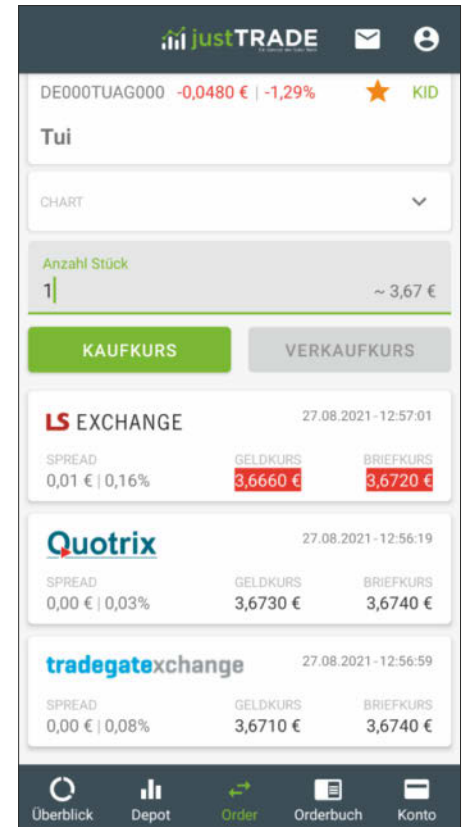 justTRADE
DE000TUAG000 -0,0480 € | -1,29% KID
Tui
CHART
Anzahl Stück
1 ~ 3,67 €
KAUFKURS VERKAUFKURS
LS EXCHANGE 27.08.2021-12:57:01
SPREAD GELDKURS BRIEFKURS
0,01 € | 0,16% 3,6660 € 3,6720 €
Quotrix 27.08.2021-12:56:19
SPREAD GELDKURS BRIEFKURS
0,00 € | 0,03% 3,6730 € 3,6740 €
tradegatexchange 27.08.2021-12:56:59
SPREAD GELDKURS BRIEFKURS
0,00 € | 0,08% 3,6710 € 3,6740 €
Überblick Depot Order Orderbuch Konto